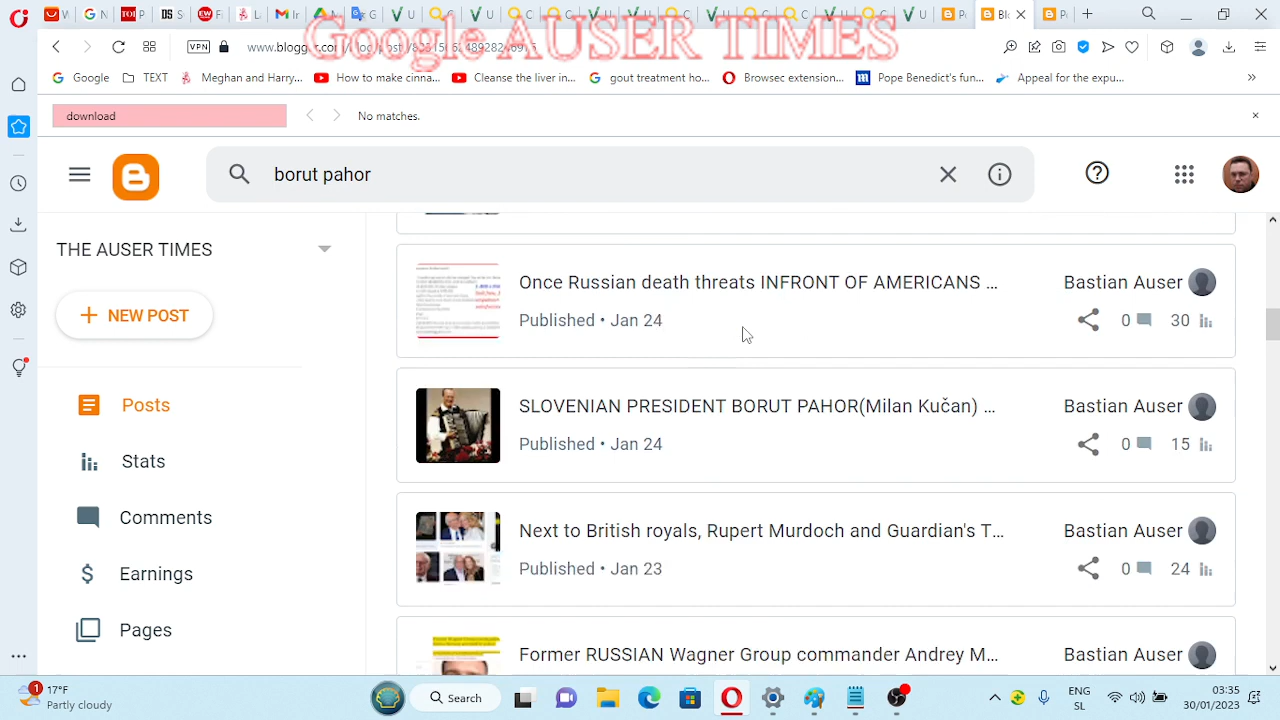 Google AUSER TIMES
VPN
www.blogger.com
Google
TEXT
Meghan and Harry...
How to make cinna...
Cleanse the liver in...
gout treatment ho...
Browsec extension...
Pope Benedict's fun...
Appeal for the repu...
download
No matches.
borut pahor
THE AUSER TIMES
NEW POST
Posts
Stats
Comments
Earnings
Pages
Once Russian death threats INFRONT OF AMERICANS ...
Bastian
Published • Jan 24
30
SLOVENIAN PRESIDENT BORUT PAHOR(Milan Kučan) ...
Bastian Auser
Published • Jan 24
0
15
Next to British royals, Rupert Murdoch and Guardian's T...
Bastian Auser
Published • Jan 23
0
24
Former RUSSIAN Wagner Group commander Andrey M...
Bastian Auser
1
17°F
Partly cloudy
Search
ENG
SL
03:35
30/01/2023